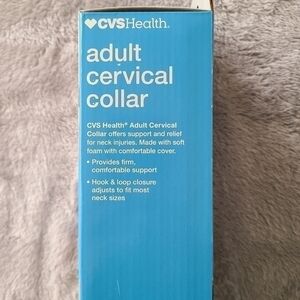 CVSHealth.
adult
cervical
collar
CVS Health® Adult Cervical
Collar offers support and relief
for neck injuries. Made with soft
foam with comfortable cover.
• Provides firm,
comfortable support
• Hook & loop closure
adjusts to fit most
neck sizes